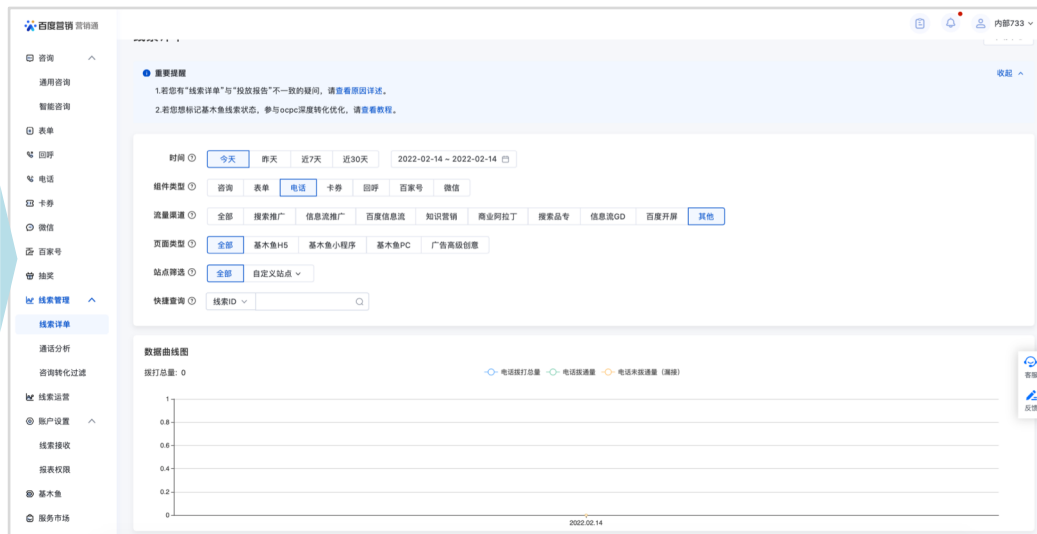 百度营销 营销通
内部733
咨询
通用咨询
智能咨询
表单
回呼
电话
卡券
微信
百家号
抽奖
线索管理
线索详单
通话分析
咨询转化过滤
线索运营
账户设置
线索接收
报表权限
基木鱼
服务市场
重要提醒
收起
1.若您有“线索详单”与“投放报告”不一致的疑问，请查看原因详述。
2.若您想标记基木鱼线索状态，参与ocpc深度转化优化，请查看教程。
时间 今天 昨天 近7天 近30天 2022-02-14 ~ 2022-02-14
组件类型 咨询 表单 电话 卡券 回呼 百家号 微信
流量渠道 全部 搜索推广 信息流推广 百度信息流 知识营销 商业阿拉丁 搜索品专 信息流GD 百度开屏 其他
页面类型 全部 基木鱼H5 基木鱼小程序 基木鱼PC 广告高级创意
站点筛选 全部 自定义站点
快捷查询 线索ID
数据曲线图
拨打总量: 0
电话拨打总量 电话拨通量 电话未拨通量（漏接）
1
0.8
0.6
0.4
0.2
0
2022.02.14
客服
反馈